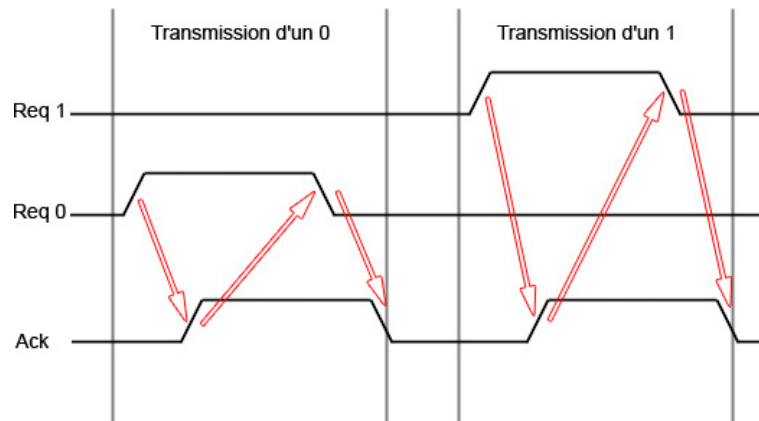 Transmission d'un 0
Transmission d'un 1
Req 1
Req 0
Ack